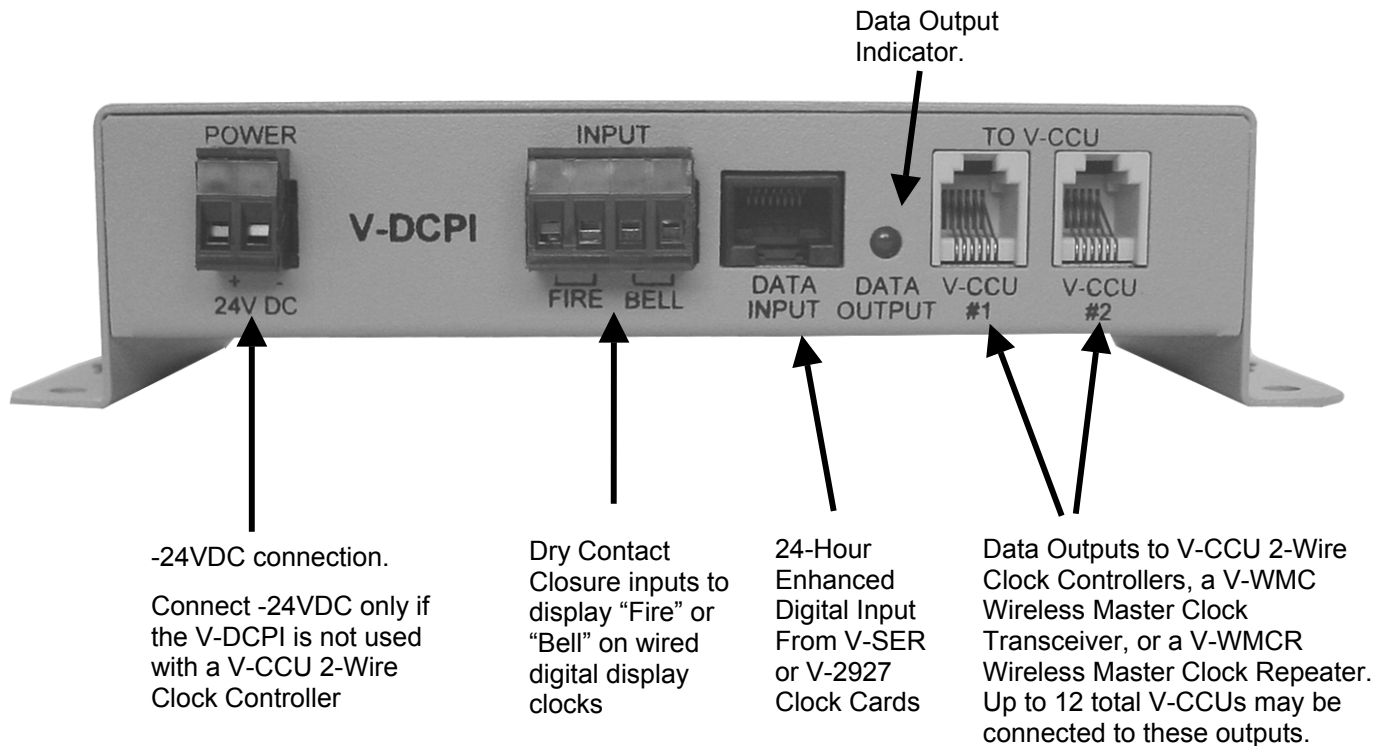 Data Output
Indicator.
POWER
INPUT
TO V-CCU
V-DCPI
+ -
24V DC
FIRE BELL
DATA
INPUT
DATA
OUTPUT
V-CCU
#1
V-CCU
#2
-24VDC connection.
Connect -24VDC only if
the V-DCPI is not used
with a V-CCU 2-Wire
Clock Controller
Dry Contact
Closure inputs to
display “Fire” or
“Bell” on wired
digital display
clocks
24-Hour
Enhanced
Digital Input
From V-SER
or V-2927
Clock Cards
Data Outputs to V-CCU 2-Wire
Clock Controllers, a V-WMC
Wireless Master Clock
Transceiver, or a V-WMCR
Wireless Master Clock Repeater.
Up to 12 total V-CCUs may be
connected to these outputs.